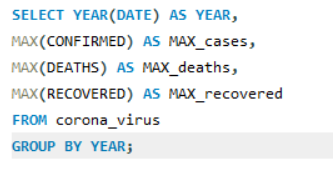 SELECT YEAR(DATE) AS YEAR,
MAX(CONFIRMED) AS MAX_cases,
MAX(DEATHS) AS MAX_deaths,
MAX(RECOVERED) AS MAX_recovered
FROM corona_virus
GROUP BY YEAR;